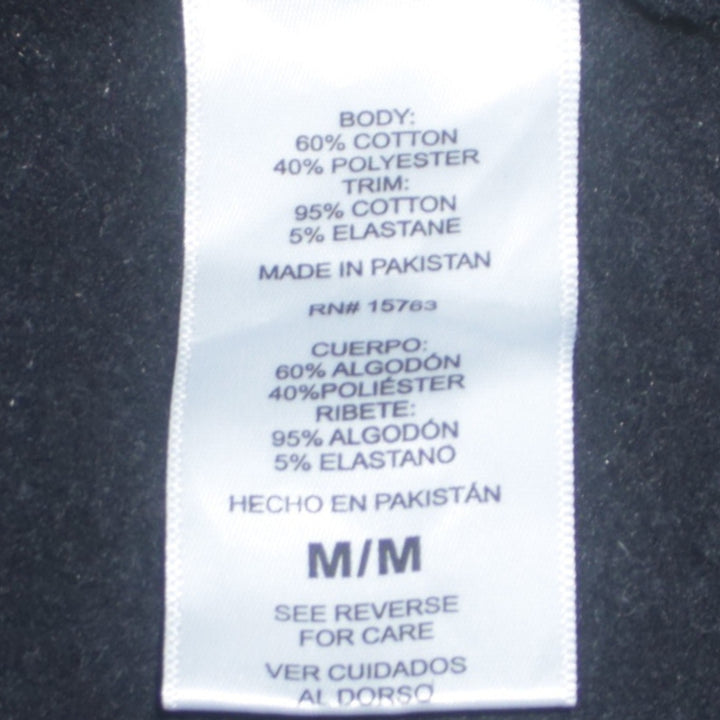 BODY:
60% COTTON
40% POLYESTER
TRIM:
95% COTTON
5% ELASTANE
MADE IN PAKISTAN
RN# 15763
CUERPO:
60% ALGODÓN
40%POLIÉSTER
RIBETE:
95% ALGODÓN
5% ELASTANO
HECHO EN PAKISTÁN
M/M
SEE REVERSE
FOR CARE
VER CUIDADOS
AL DORSO